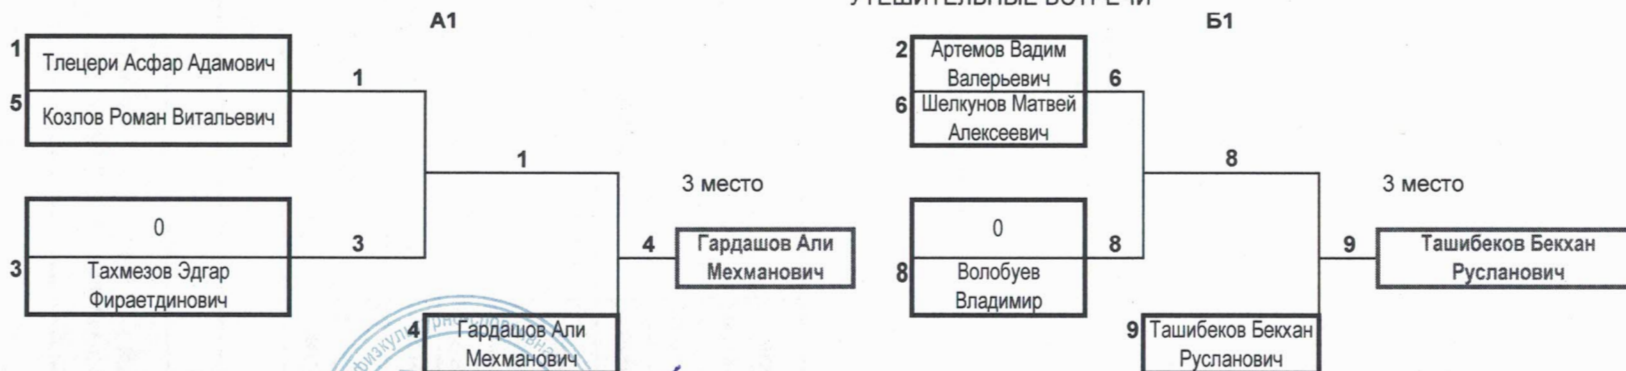 УТЕШИТЕЛЬНЫЕ ВСТРЕЧИ
А1
1
Тлецери Асфар Адамович
5
Козлов Роман Витальевич
1
0
3
Тахмезов Эдгар
Фираетдинович
3
1
4
Гардашов Али
Мехманович
4
3 место
Гардашов Али
Мехманович
Б1
2
Артемов Вадим
Валерьевич
6
Шелкунов Матвей
Алексеевич
6
0
8
Волобуев
Владимир
8
8
9
Ташибеков Бекхан
Русланович
9
3 место
Ташибеков Бекхан
Русланович